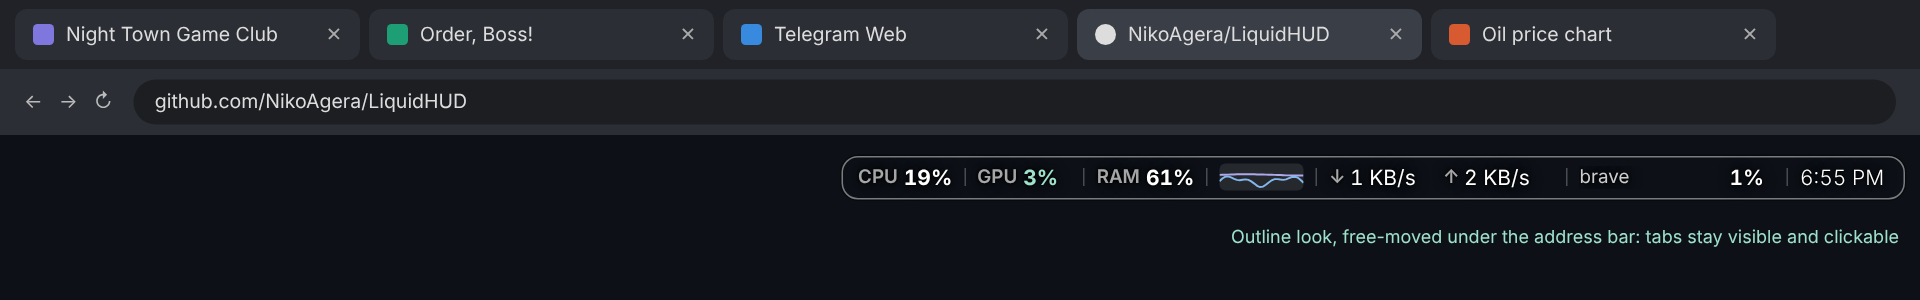 Night Town Game Club ✕ Order, Boss! ✕ Telegram Web ✕ NikoAgera/LiquidHUD ✕ Oil price chart ✕
github.com/NikoAgera/LiquidHUD
CPU 19% | GPU 3% | RAM 61% | | ↓ 1 KB/s ↑ 2 KB/s | brave 1% | 6:55 PM
Outline look, free-moved under the address bar: tabs stay visible and clickable